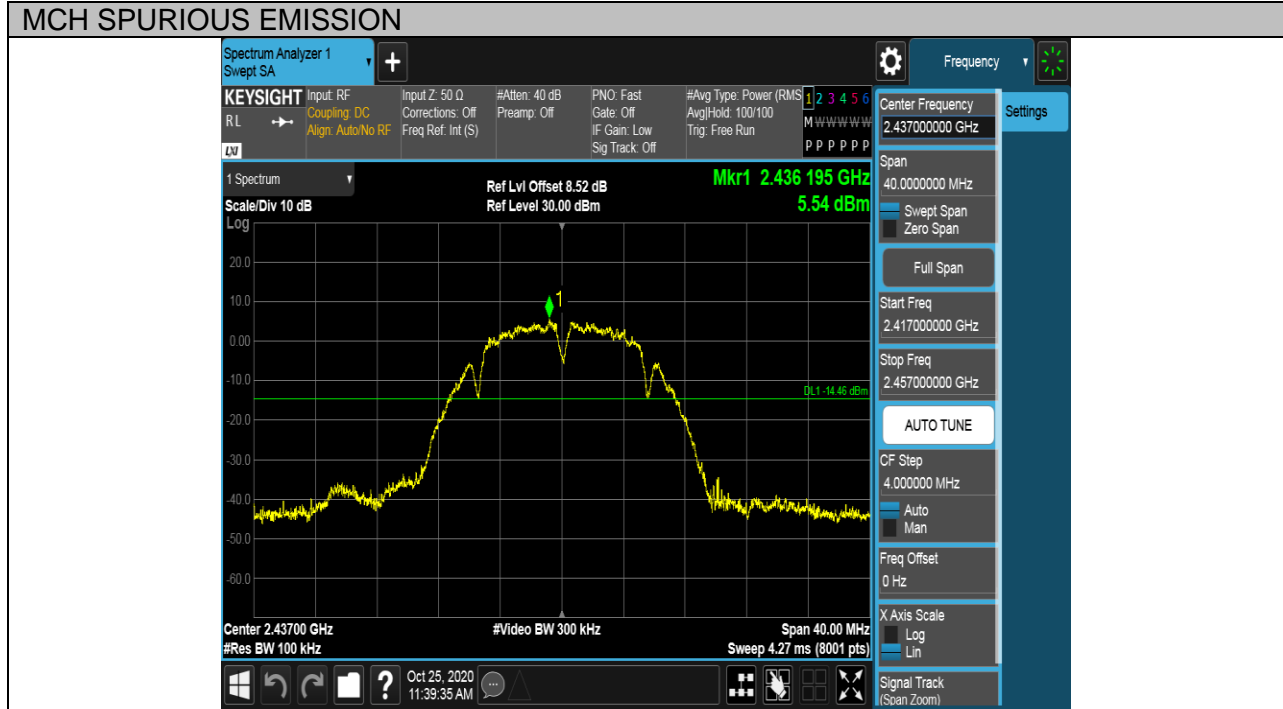 MCH SPURIOUS EMISSION
Spectrum Analyzer 1
Swept SA
+
Frequency
KEYSIGHT
RL
LXI
Input: RF
Coupling: DC
Align: Auto/No RF
Input Z: 50 Ω
Corrections: Off
Freq Ref: Int (S)
#Atten: 40 dB
Preamp: Off
PNO: Fast
Gate: Off
IF Gain: Low
Sig Track: Off
#Avg Type: Power (RMS
Avg|Hold: 100/100
Trig: Free Run
1 2 3 4 5 6
M W W W W W
P P P P P P
1 Spectrum
Scale/Div 10 dB
Ref Lvl Offset 8.52 dB
Ref Level 30.00 dBm
Mkr1 2.436 195 GHz
5.54 dBm
Log
20.0
10.0
0.00
-10.0
-20.0
-30.0
-40.0
-50.0
-60.0
1
DL1 -14.46 dBm
Center 2.43700 GHz
#Res BW 100 kHz
#Video BW 300 kHz
Span 40.00 MHz
Sweep 4.27 ms (8001 pts)
?
Oct 25, 2020
11:39:35 AM
Center Frequency
2.437000000 GHz
Settings
Span
40.0000000 MHz
Swept Span
Zero Span
Full Span
Start Freq
2.417000000 GHz
Stop Freq
2.457000000 GHz
AUTO TUNE
CF Step
4.000000 MHz
Auto
Man
Freq Offset
0 Hz
X Axis Scale
Log
Lin
Signal Track
(Span Zoom)